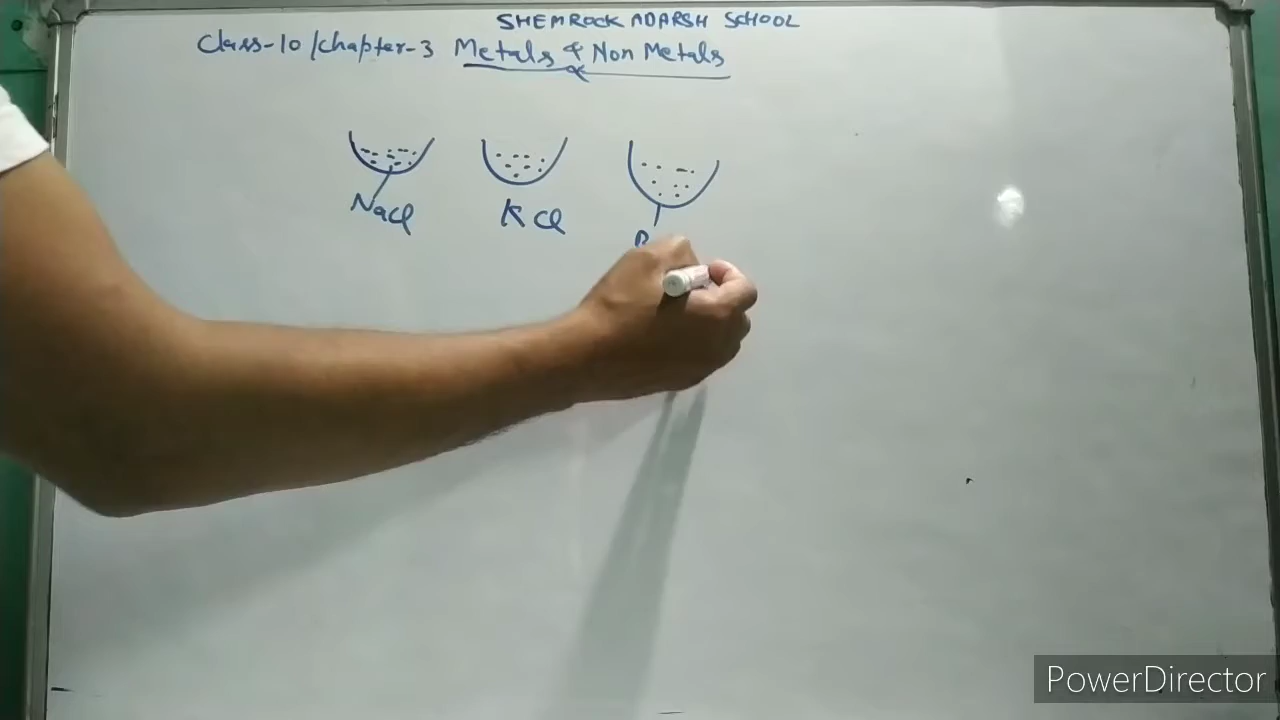 SHEMROCK ADARSH SCHOOL
Class-10/chapter-3 Metals & Non Metals
NaCl KCl
PowerDirector